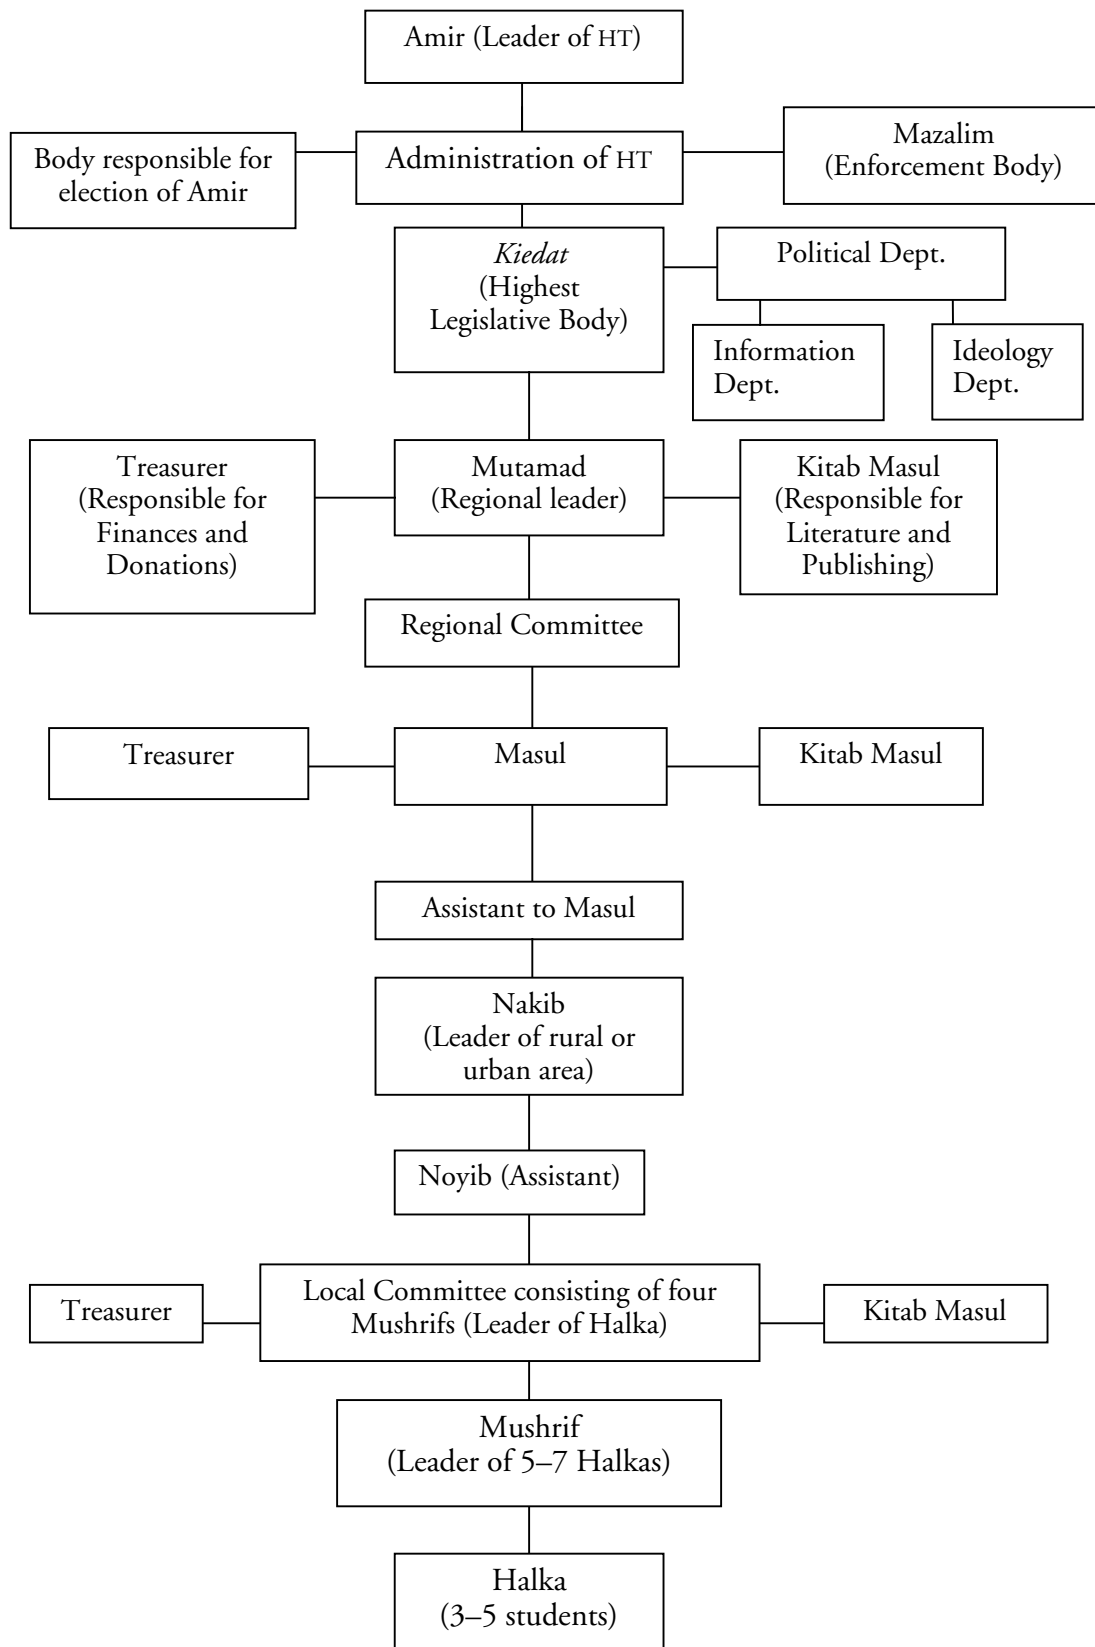 Amir (Leader of HT)
Body responsible for
election of Amir
Administration of HT
Mazalim
(Enforcement Body)
Kiedat
(Highest
Legislative Body)
Political Dept.
Information
Dept.
Ideology
Dept.
Treasurer
(Responsible for
Finances and
Donations)
Mutamad
(Regional leader)
Kitab Masul
(Responsible for
Literature and
Publishing)
Regional Committee
Treasurer
Masul
Kitab Masul
Assistant to Masul
Nakib
(Leader of rural or
urban area)
Noyib (Assistant)
Treasurer
Local Committee consisting of four
Mushrifs (Leader of Halka)
Kitab Masul
Mushrif
(Leader of 5–7 Halkas)
Halka
(3–5 students)